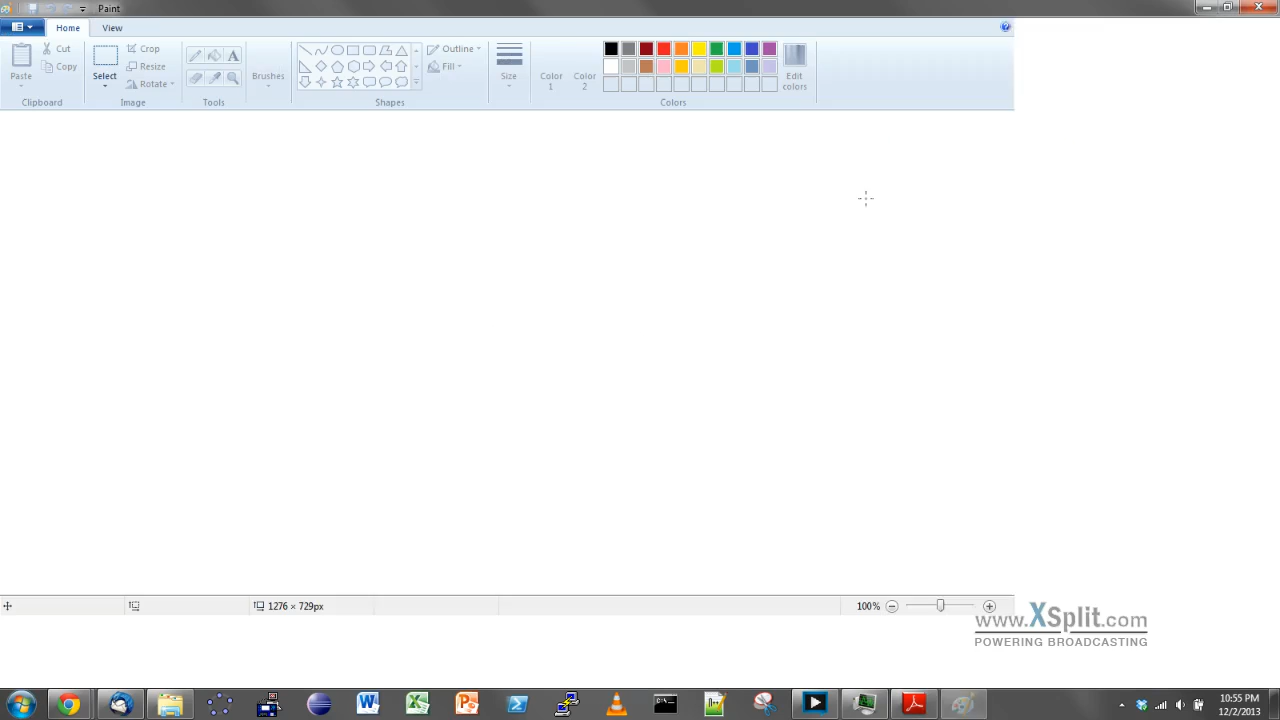 Paint
Home View
Paste
Cut
Copy
Clipboard
Select
Crop
Resize
Rotate
Image
Tools
Brushes
Shapes
Outline
Fill
Size
Color 1
Color 2
Edit colors
Colors
1276 × 729px
100%
www.XSplit.com
POWERING BROADCASTING
10:55 PM
12/2/2013